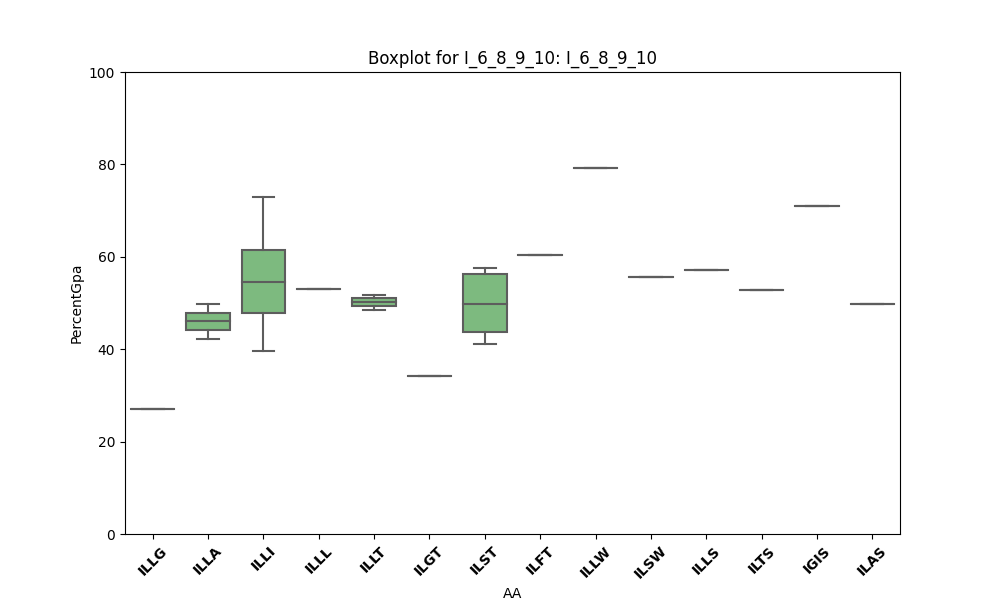 Boxplot for I_6_8_9_10: I_6_8_9_10
100
80
60
40
20
0
PercentGpa
ILLG
ILLA
ILLI
ILLL
ILLT
ILGT
ILST
ILFT
ILLW
ILSW
ILLS
ILTS
IGIS
ILAS
AA